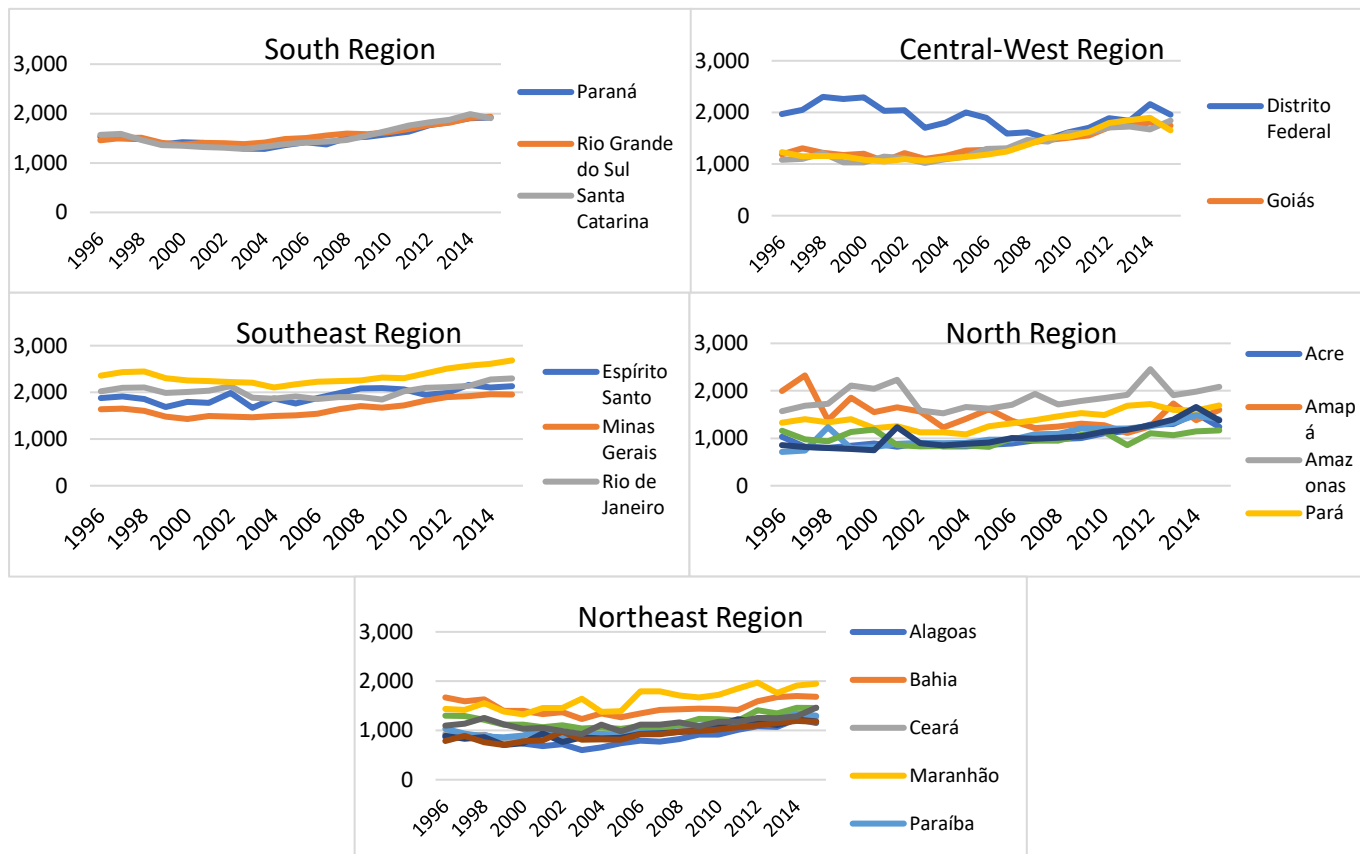 South Region
3,000
2,000
1,000
0
1996
1998
2000
2002
2004
2006
2008
2010
2012
2014
Paraná
Rio Grande
do Sul
Santa
Catarina
Central-West Region
3,000
2,000
1,000
0
1996
1998
2000
2002
2004
2006
2008
2010
2012
2014
Distrito
Federal
Goiás
Southeast Region
3,000
2,000
1,000
0
1996
1998
2000
2002
2004
2006
2008
2010
2012
2014
Espírito
Santo
Minas
Gerais
Rio de
Janeiro
North Region
3,000
2,000
1,000
0
1996
1998
2000
2002
2004
2006
2008
2010
2012
2014
Acre
Amap
á
Amaz
onas
Pará
Northeast Region
3,000
2,000
1,000
0
1996
1998
2000
2002
2004
2006
2008
2010
2012
2014
Alagoas
Bahia
Ceará
Maranhão
Paraíba